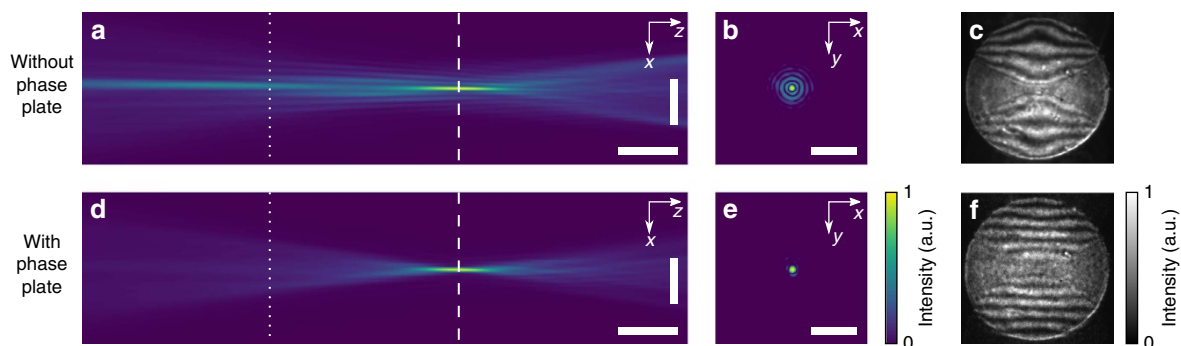 Without
phase
plate
a
z
x
b
x
y
c
With
phase
plate
d
z
x
e
x
y
1
Intensity (a.u.)
0
f
1
Intensity (a.u.)
0